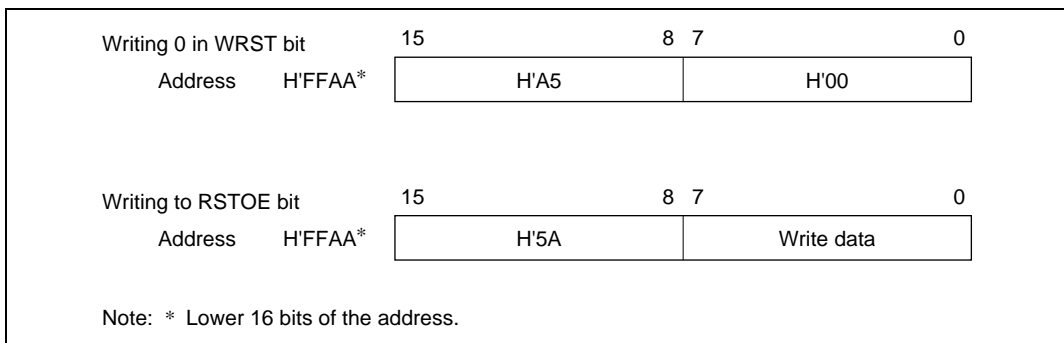 Writing 0 in WRST bit 15 8 7 0
Address H'FFAA* H'A5 H'00
Writing to RSTOE bit 15 8 7 0
Address H'FFAA* H'5A Write data
Note: * Lower 16 bits of the address.